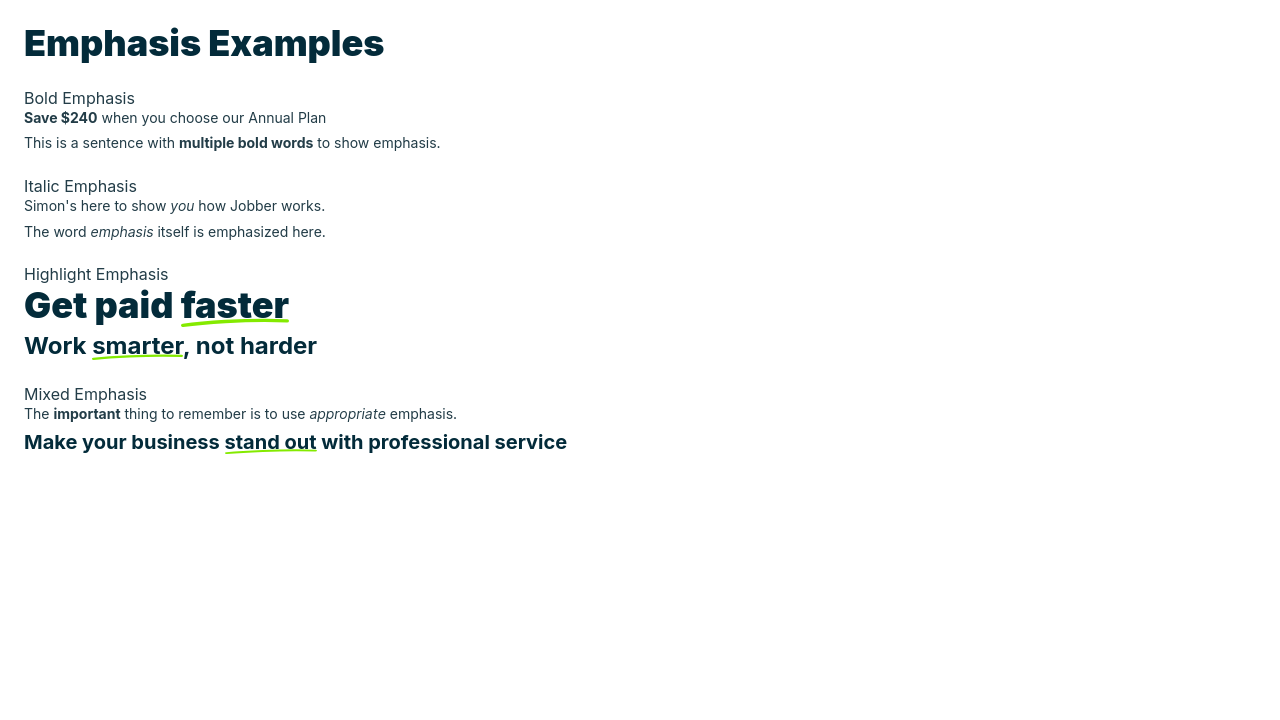 Emphasis Examples
Bold Emphasis
Save $240 when you choose our Annual Plan
This is a sentence with multiple bold words to show emphasis.
Italic Emphasis
Simon's here to show you how Jobber works.
The word emphasis itself is emphasized here.
Highlight Emphasis
Get paid faster
Work smarter, not harder
Mixed Emphasis
The important thing to remember is to use appropriate emphasis.
Make your business stand out with professional service